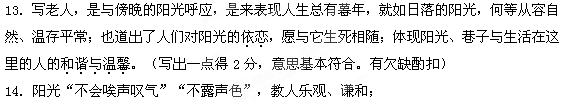 13. 写老人，是与傍晚的阳光呼应，是来表现人生总有暮年，就如日落的阳光，何等从容自
然、温存平常；也道出了人们对阳光的依恋，愿与它生死相随；体现阳光、巷子与生活在这
里的人的和谐与温馨。（写出一点得 2 分，意思基本符合。有欠缺酌扣）
14. 阳光“不会唉声叹气”“不露声色”，教人乐观、谦和；